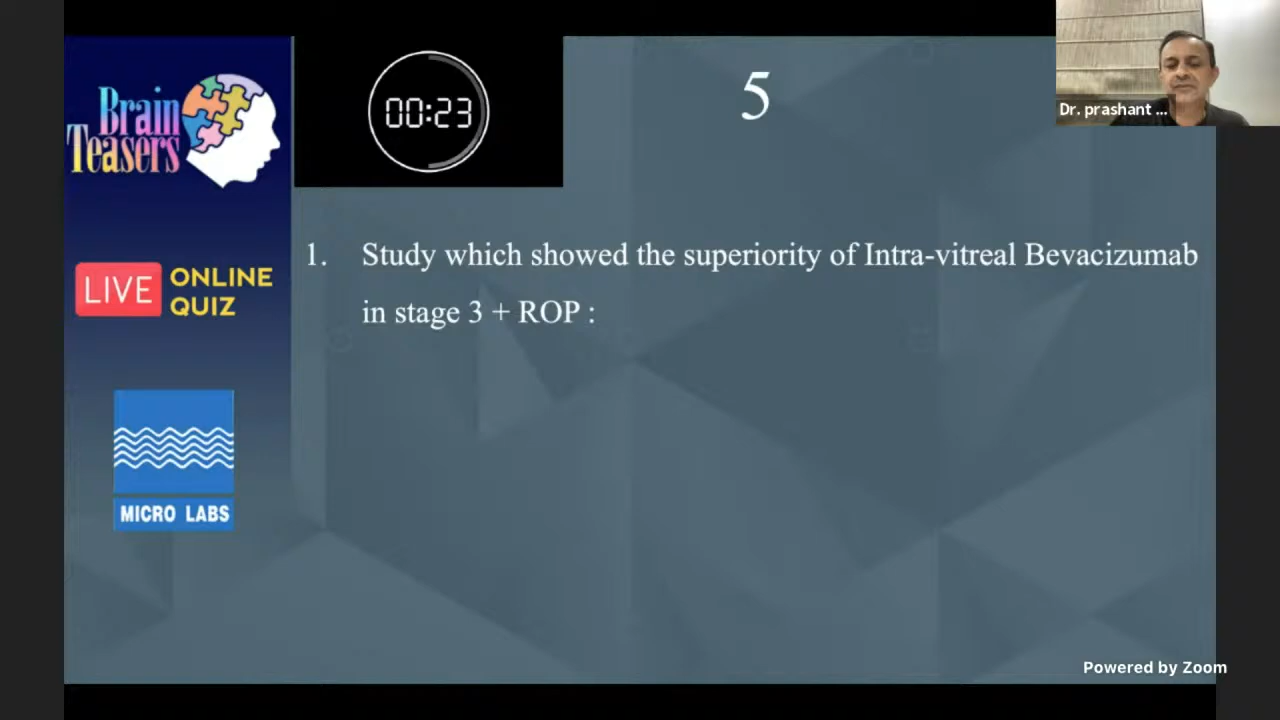 Brain
Teasers
00:23
5
Dr. prashant ...
1. Study which showed the superiority of Intra-vitreal Bevacizumab
in stage 3 + ROP :
LIVE ONLINE
QUIZ
MICRO LABS
Powered by Zoom